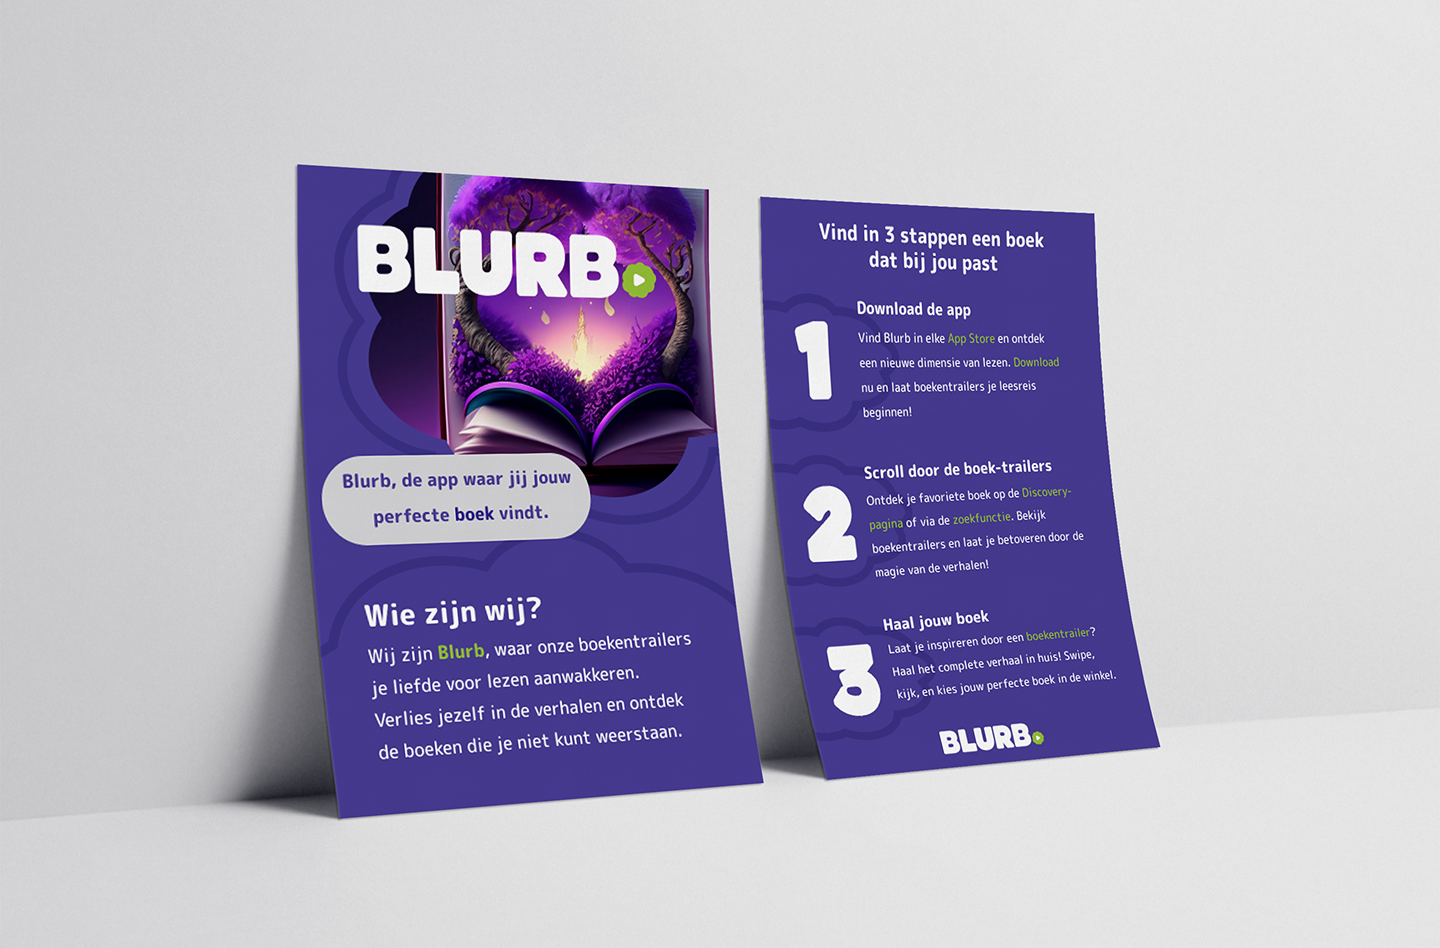 BLURB
Blurb, de app waar jij jouw
perfecte boek vindt.
Wie zijn wij?
Wij zijn Blurb, waar onze boekentrailers
je liefde voor lezen aanwakkeren.
Verlies jezelf in de verhalen en ontdek
de boeken die je niet kunt weerstaan.
Vind in 3 stappen een boek
dat bij jou past
1
Download de app
Vind Blurb in elke App Store en ontdek
een nieuwe dimensie van lezen. Download
nu en laat boekentrailers je leesreis
beginnen!
2
Scroll door de boek-trailers
Ontdek je favoriete boek op de Discovery-
pagina of via de zoekfunctie. Bekijk
boekentrailers en laat je betoveren door de
magie van de verhalen!
3
Haal jouw boek
Laat je inspireren door een boekentrailer?
Haal het complete verhaal in huis! Swipe,
kijk, en kies jouw perfecte boek in de winkel.
BLURB